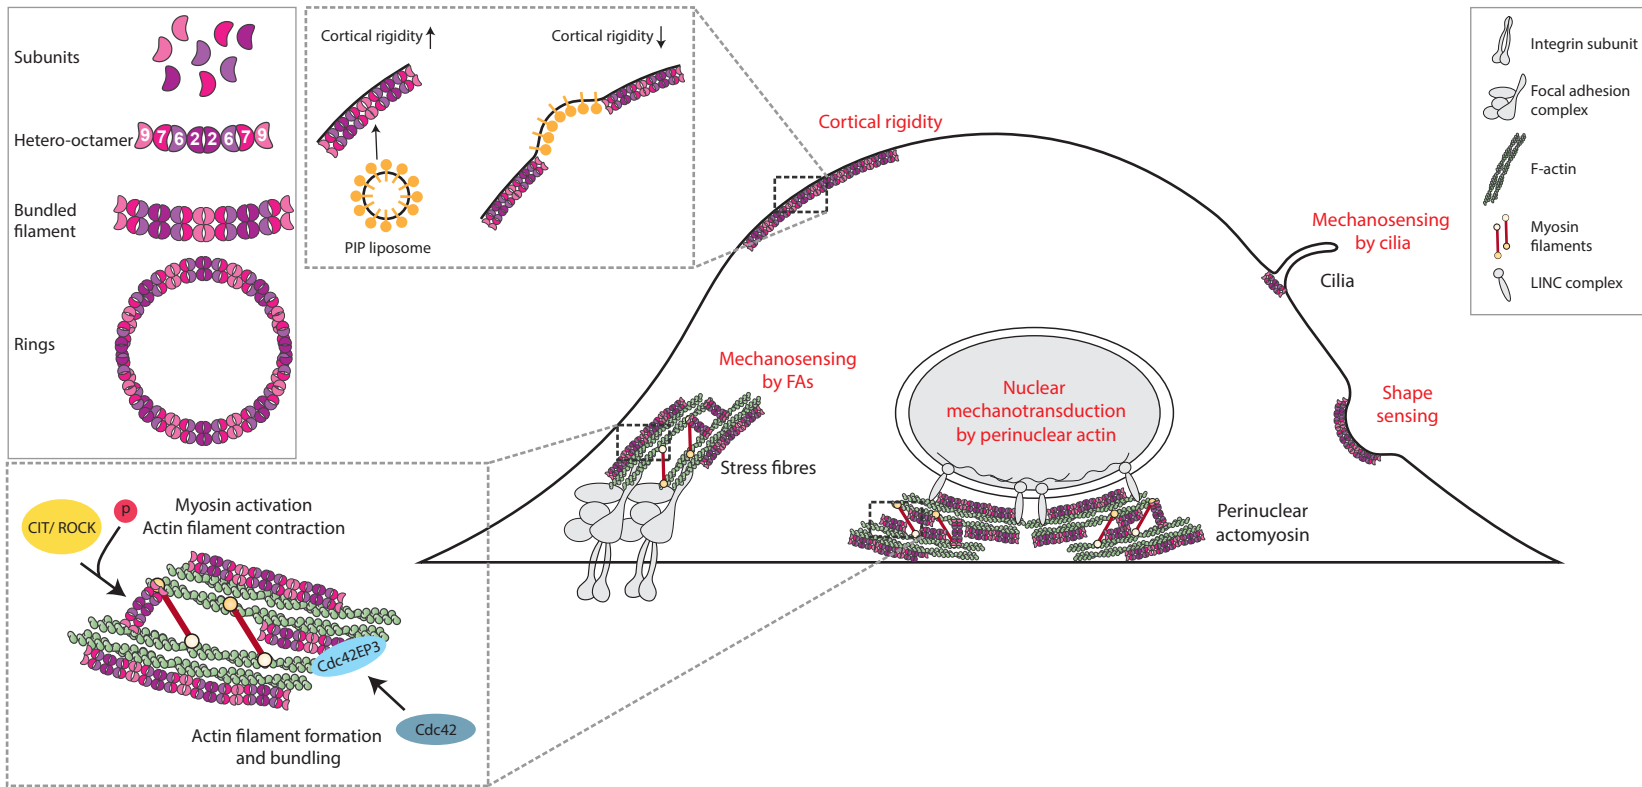 Subunits
Hetero-octamer
9 7 6 2 2 6 7 9
Bundled
filament
Rings
Cortical rigidity ↑
Cortical rigidity ↓
PIP liposome
Cortical rigidity
Mechanosensing
by cilia
Cilia
Shape
sensing
Mechanosensing
by FAs
Stress fibres
Nuclear
mechanotransduction
by perinuclear actin
Perinuclear
actomyosin
CIT/ ROCK
P
Myosin activation
Actin filament contraction
Cdc42EP3
Cdc42
Actin filament formation
and bundling
Integrin subunit
Focal adhesion
complex
F-actin
Myosin
filaments
LINC complex